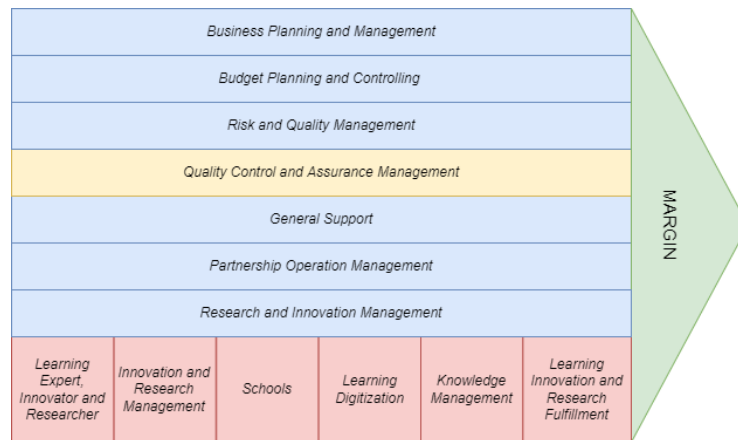 Business Planning and Management
Budget Planning and Controlling
Risk and Quality Management
Quality Control and Assurance Management
General Support
Partnership Operation Management
Research and Innovation Management
Learning
Expert,
Innovator and
Researcher
Innovation and
Research
Management
Schools
Learning
Digitization
Knowledge
Management
Learning
Innovation and
Research
Fulfillment
MARGIN